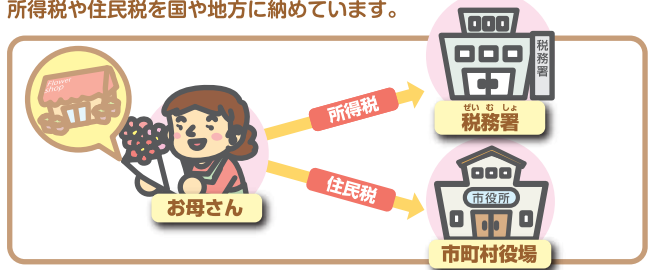 所得税や住民税を国や地方に納めています。
Flower
shop
税務署
所得税
ぜい む しょ
税務署
住民税
市役所
お母さん
市町村役場